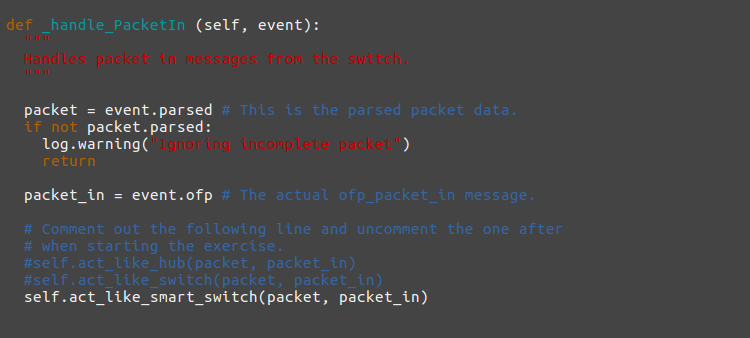 def _handle_PacketIn (self, event):
  """
  Handles packet in messages from the switch.
  """
  packet = event.parsed # This is the parsed packet data.
  if not packet.parsed:
    log.warning("Ignoring incomplete packet")
    return
  packet_in = event.ofp # The actual ofp_packet_in message.
  # Comment out the following line and uncomment the one after
  # when starting the exercise.
  #self.act_like_hub(packet, packet_in)
  #self.act_like_switch(packet, packet_in)
  self.act_like_smart_switch(packet, packet_in)